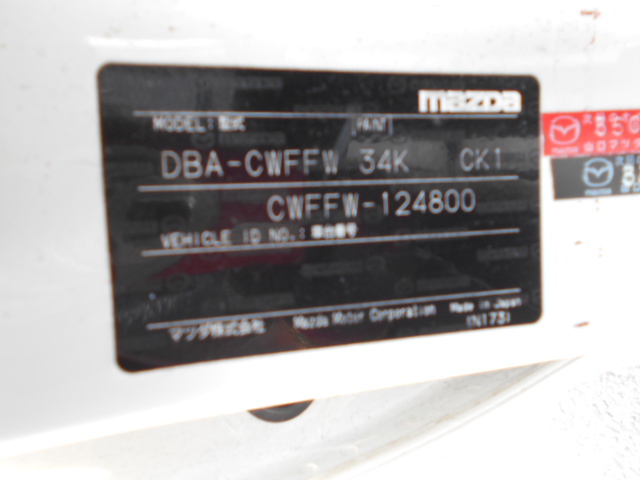 mazda
MODEL: 型式 [PAINT]
DBA-CWFFW 34K CK1
CWFFW-124800
VEHICLE ID NO.: 車台番号
マツダ株式会社 Mazda Motor Corporation Made in Japan
(N173)